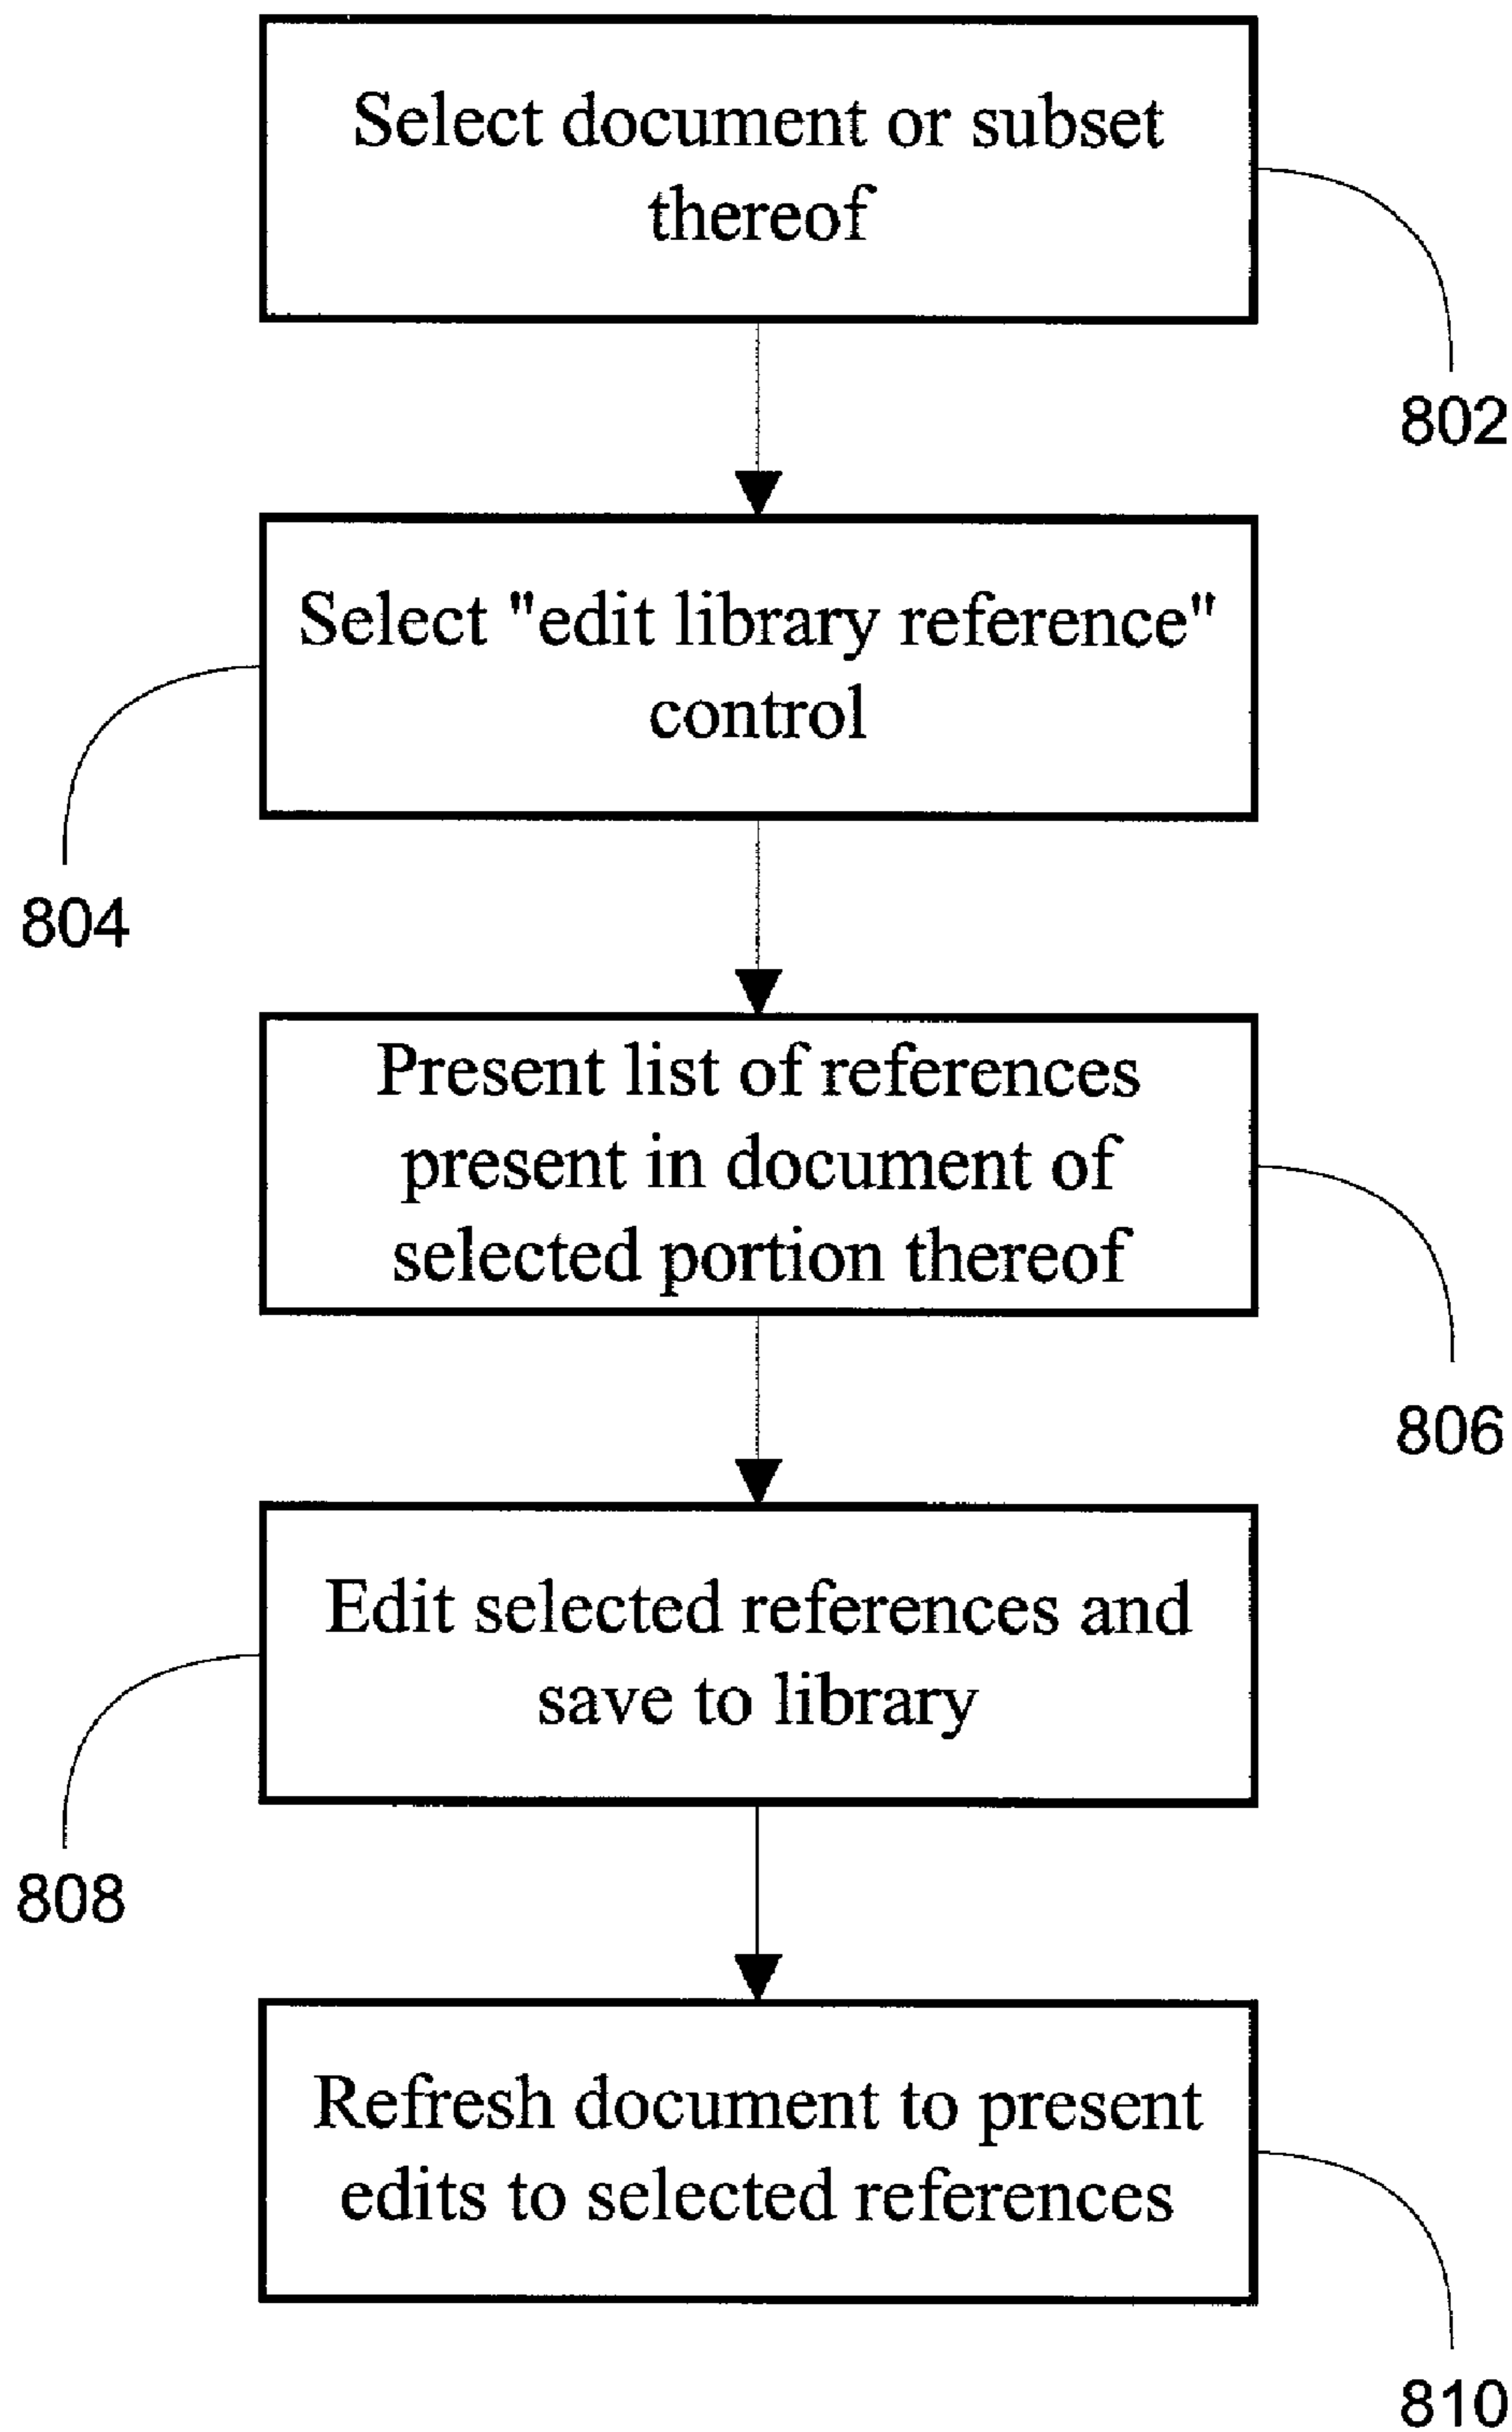 Select document or subset
thereof
802
Select "edit library reference"
control
804
Present list of references
present in document of
selected portion thereof
806
Edit selected references and
save to library
808
Refresh document to present
edits to selected references
810